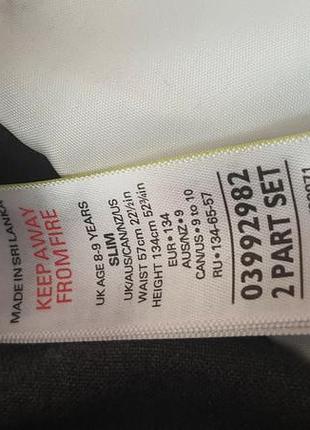 MADE IN SRI LANKA
KEEP AWAY
FROM FIRE
UK AGE 8-9 YEARS
SLIM
UK/AUS/CAN/NZ/US
WAIST 57cm 22½in
HEIGHT 134cm 52¾in
EUR • 134
AUS/NZ • 9
CAN/US • 9 to 10
RU • 134-65-57
03992982
2 PART SET